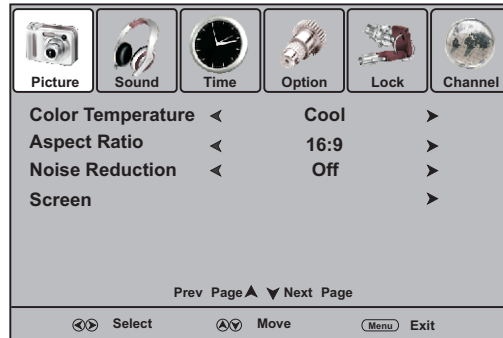 Picture Sound Time Option Lock Channel
Color Temperature Cool
Aspect Ratio 16:9
Noise Reduction Off
Screen
Prev Page Next Page
Select Move Menu Exit